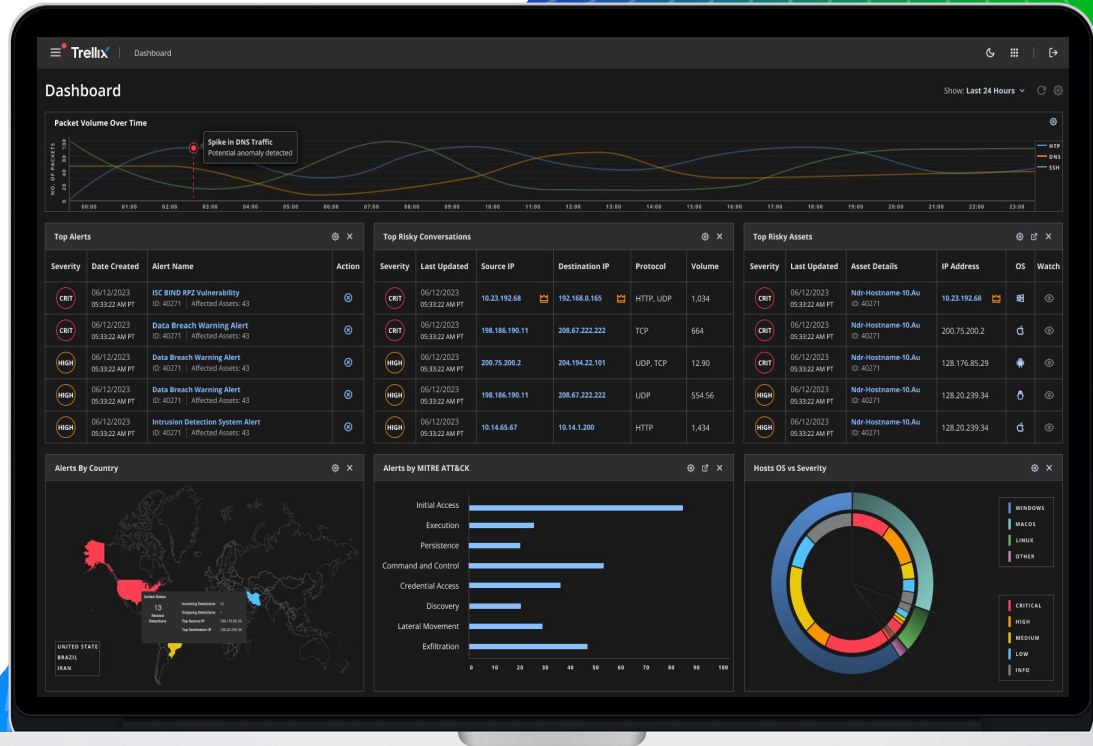 Trellix | Dashboard
Dashboard
Show: Last 24 Hours
Packet Volume Over Time
Spike in DNS Traffic
Potential anomaly detected
NO. OF PACKETS
0 20 40 80 100
HTP
DNS
SSH
00:00 01:00 02:00 03:00 04:00 05:00 06:00 07:00 08:00 09:00 10:00 11:00 12:00 13:00 14:00 15:00 16:00 17:00 18:00 19:00 20:00 21:00 22:00 23:00
Top Alerts
Severity Date Created Alert Name Action
CRIT 06/12/2023 05:33:22 AM PT ISC BIND RPZ Vulnerability ID: 40271 | Affected Assets: 43
CRIT 06/12/2023 05:33:22 AM PT Data Breach Warning Alert ID: 40271 | Affected Assets: 43
HIGH 06/12/2023 05:33:22 AM PT Data Breach Warning Alert ID: 40271 | Affected Assets: 43
HIGH 06/12/2023 05:33:22 AM PT Data Breach Warning Alert ID: 40271 | Affected Assets: 43
HIGH 06/12/2023 05:33:22 AM PT Intrusion Detection System Alert ID: 40271 | Affected Assets: 43
Top Risky Conversations
Severity Last Updated Source IP Destination IP Protocol Volume
CRIT 06/12/2023 05:33:22 AM PT 10.23.192.68 192.168.0.165 HTTP, UDP 1,034
CRIT 06/12/2023 05:33:22 AM PT 198.186.190.11 208.67.222.222 TCP 664
HIGH 06/12/2023 05:33:22 AM PT 200.75.200.2 204.194.22.101 UDP, TCP 12.90
HIGH 06/12/2023 05:33:22 AM PT 198.186.190.11 208.67.222.222 UDP 554.56
HIGH 06/12/2023 05:33:22 AM PT 10.14.65.67 10.14.1.200 HTTP 1,434
Top Risky Assets
Severity Last Updated Asset Details IP Address OS Watch
CRIT 06/12/2023 05:33:22 AM PT Ndr-Hostname-10.Au ID: 40271 10.23.192.68
CRIT 06/12/2023 05:33:22 AM PT Ndr-Hostname-10.Au ID: 40271 200.75.200.2
CRIT 06/12/2023 05:33:22 AM PT Ndr-Hostname-10.Au ID: 40271 128.176.85.29
HIGH 06/12/2023 05:33:22 AM PT Ndr-Hostname-10.Au ID: 40271 128.20.239.34
HIGH 06/12/2023 05:33:22 AM PT Ndr-Hostname-10.Au ID: 40271 128.20.239.34
Alerts By Country
United States
13
Related
Detections
Incoming Detections
Outgoing Detections
Top Source IP
Top Destination IP
UNITED STATE
BRAZIL
IRAN
Alerts by MITRE ATT&CK
Initial Access
Execution
Persistence
Command and Control
Credential Access
Discovery
Lateral Movement
Exfiltration
0 10 20 30 40 50 60 70 80 90 100
Hosts OS vs Severity
WINDOWS
MACOS
LINUX
OTHER
CRITICAL
HIGH
MEDIUM
LOW
INFO